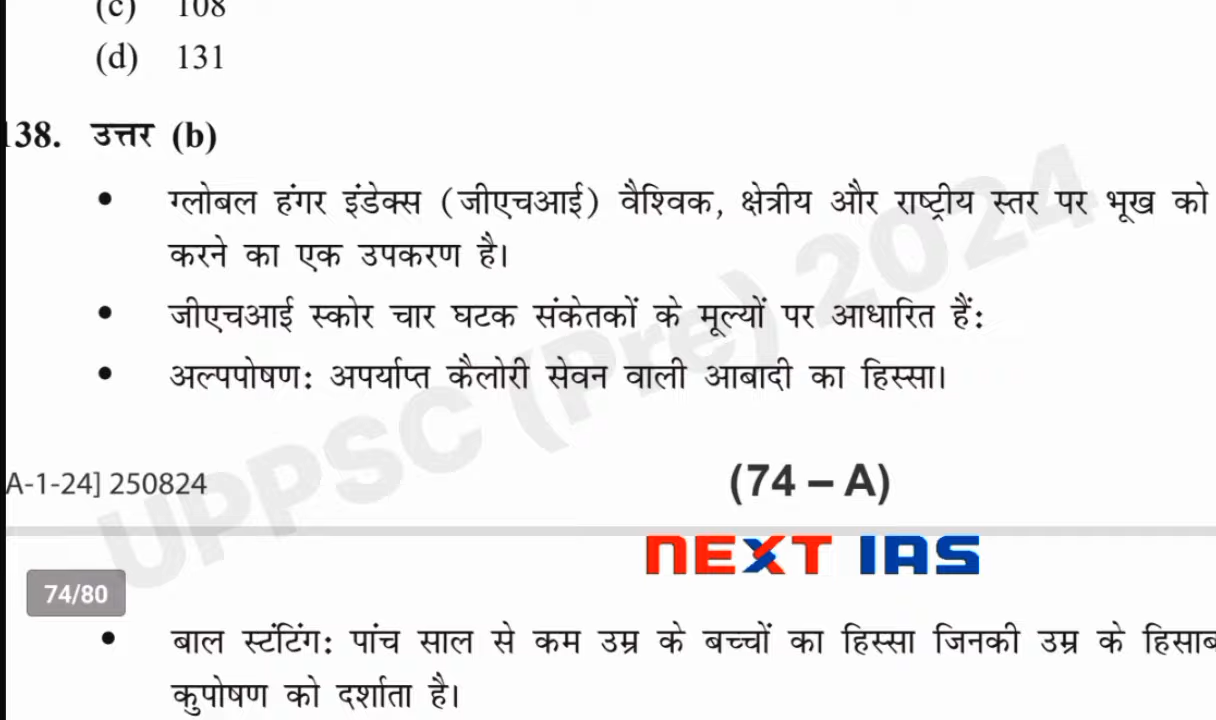 (c) 108
(d) 131
138. उत्तर (b)
• ग्लोबल हंगर इंडेक्स (जीएचआई) वैश्विक, क्षेत्रीय और राष्ट्रीय स्तर पर भूख को
करने का एक उपकरण है।
• जीएचआई स्कोर चार घटक संकेतकों के मूल्यों पर आधारित हैं:
• अल्पपोषण: अपर्याप्त कैलोरी सेवन वाली आबादी का हिस्सा।
UPPSC (Pre) 2024
A-1-24] 250824 (74 – A)
NEXT IAS
74/80
• बाल स्टंटिंग: पांच साल से कम उम्र के बच्चों का हिस्सा जिनकी उम्र के हिसाब
कुपोषण को दर्शाता है।